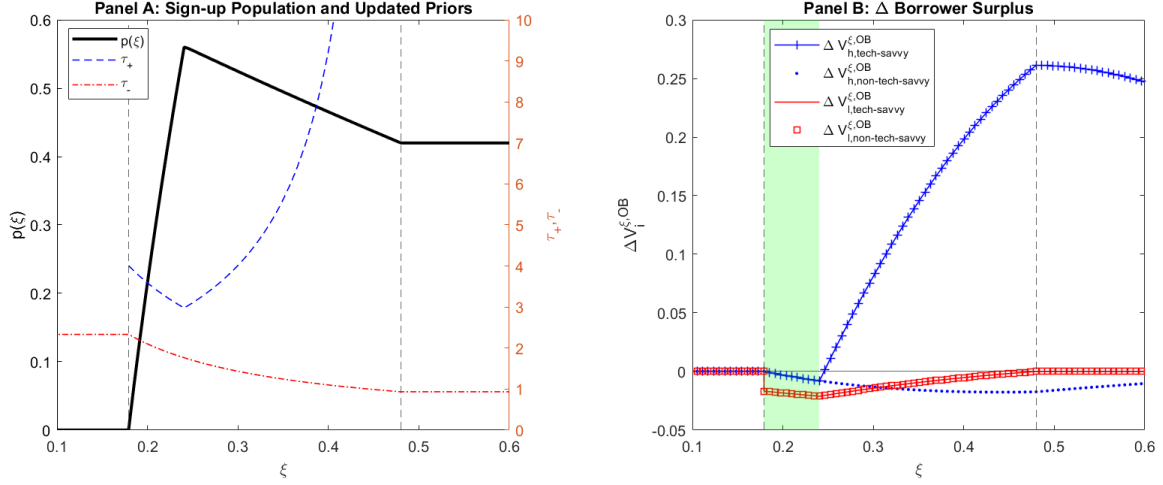 Panel A: Sign-up Population and Updated Priors
p(ξ)
τ+
τ-
0.6
0.5
0.4
0.3
0.2
0.1
0
p(ξ)
10
9
8
7
6
5
4
3
2
1
0
τ+,τ-
0.1 0.2 0.3 0.4 0.5 0.6
ξ
Panel B: Δ Borrower Surplus
Δ V^{ξ,OB}_{h,tech-savvy}
Δ V^{ξ,OB}_{h,non-tech-savvy}
Δ V^{ξ,OB}_{l,tech-savvy}
Δ V^{ξ,OB}_{l,non-tech-savvy}
0.3
0.25
0.2
0.15
0.1
0.05
0
-0.05
ΔV_i^{ξ,OB}
0.1 0.2 0.3 0.4 0.5 0.6
ξ